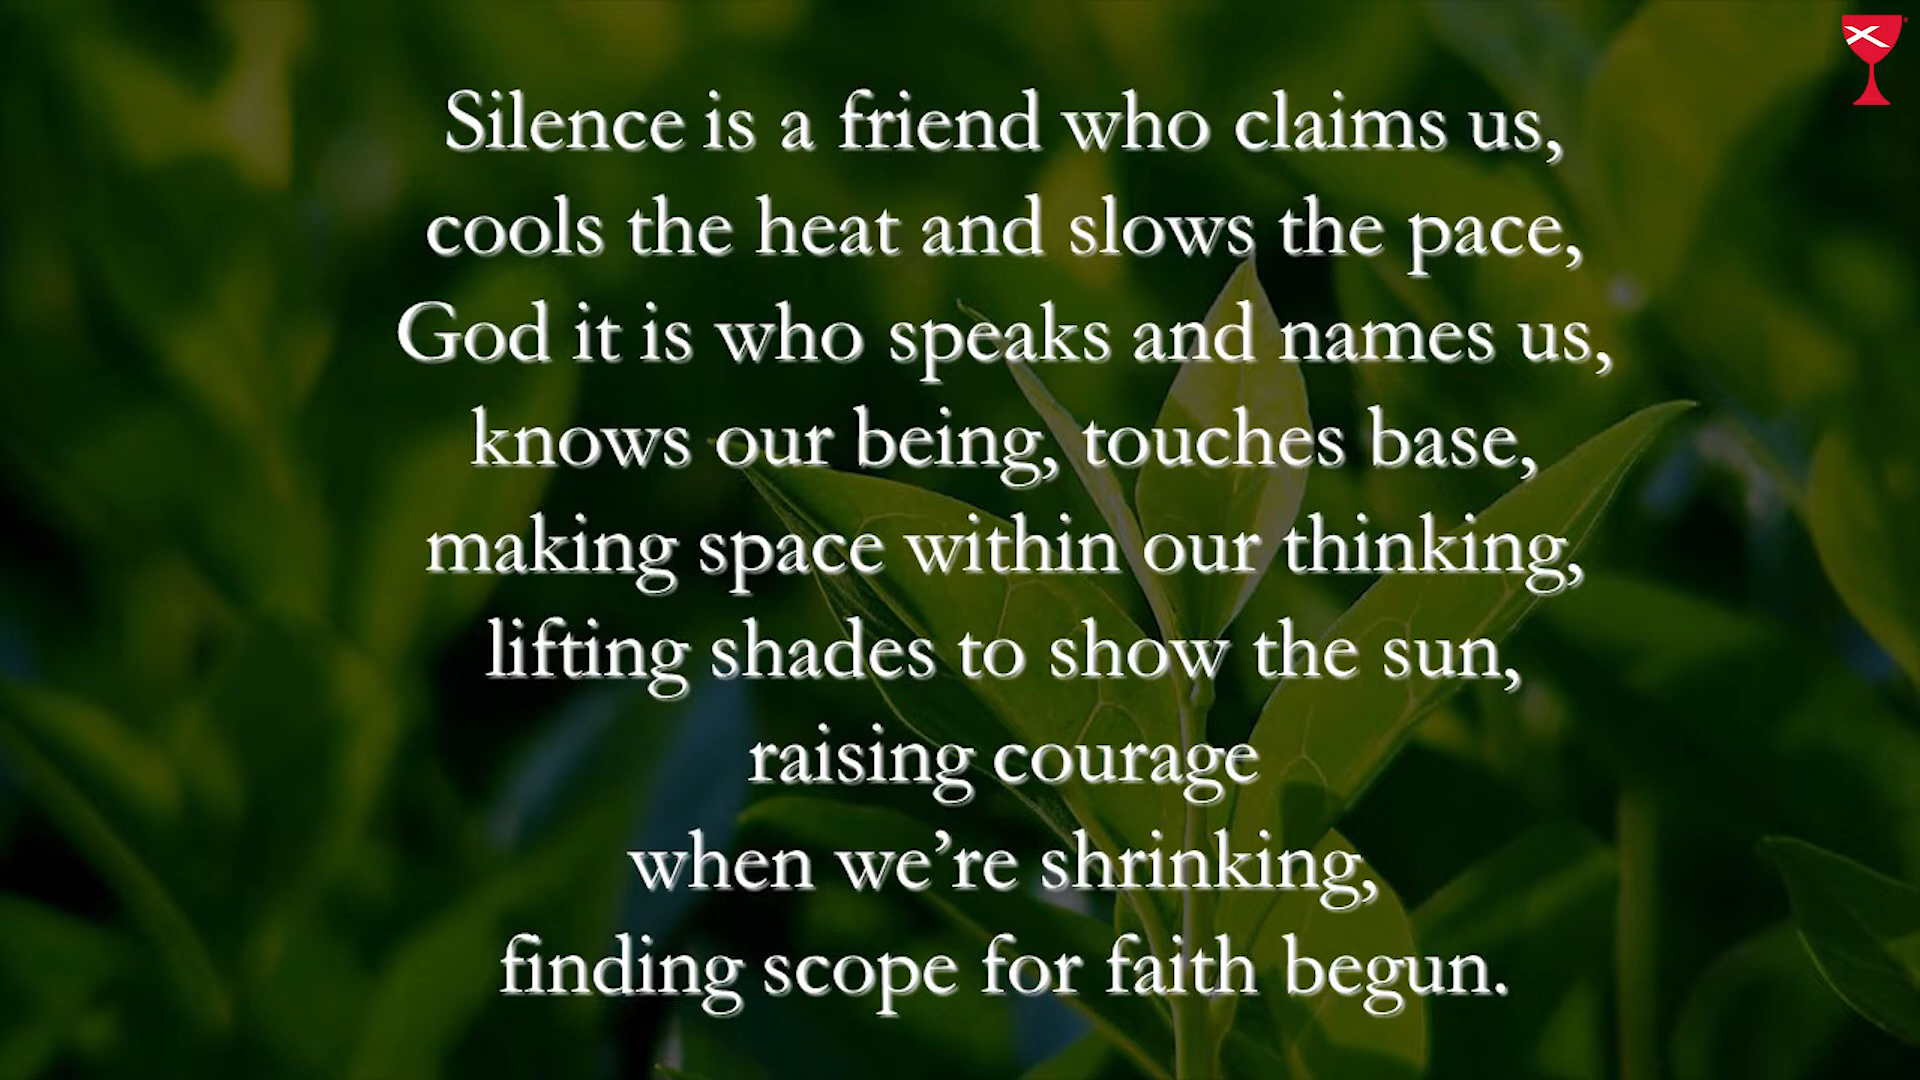 Silence is a friend who claims us,
cools the heat and slows the pace,
God it is who speaks and names us,
knows our being, touches base,
making space within our thinking,
lifting shades to show the sun,
raising courage
when we’re shrinking,
finding scope for faith begun.